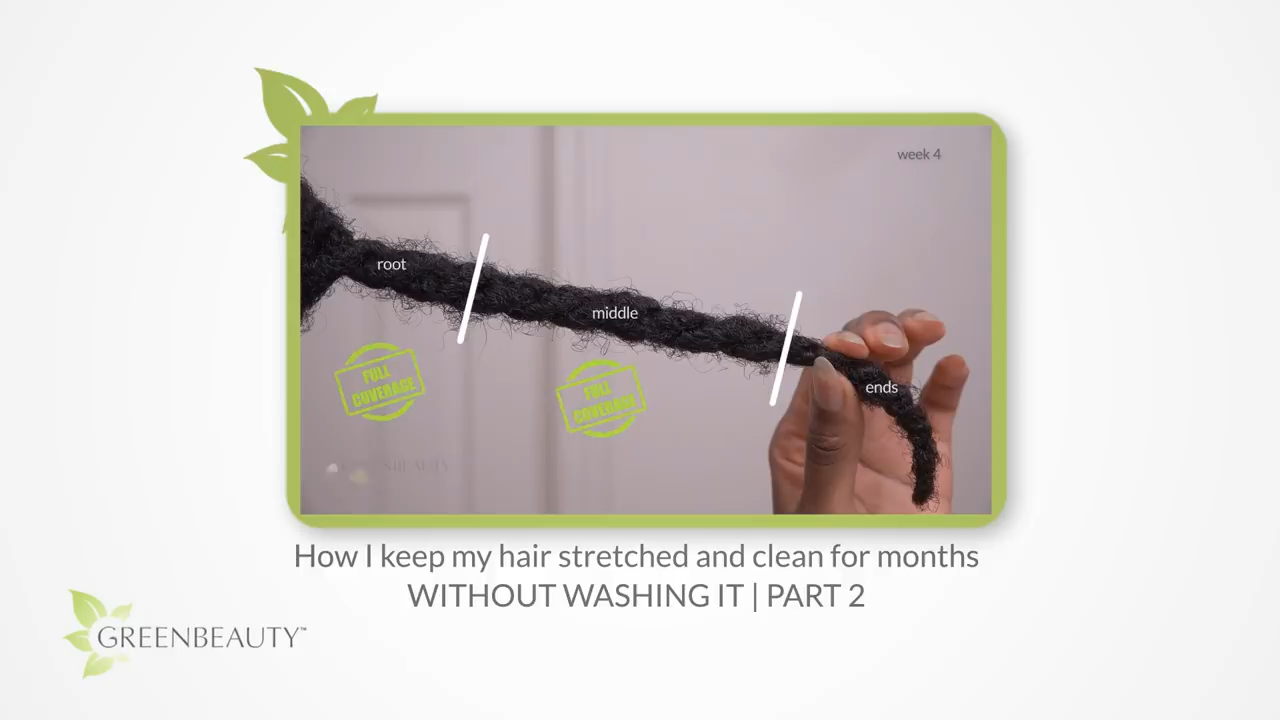 week 4
root
middle
ends
FULL
COVERAGE
FULL
COVERAGE
How I keep my hair stretched and clean for months
WITHOUT WASHING IT | PART 2
GREENBEAUTY™